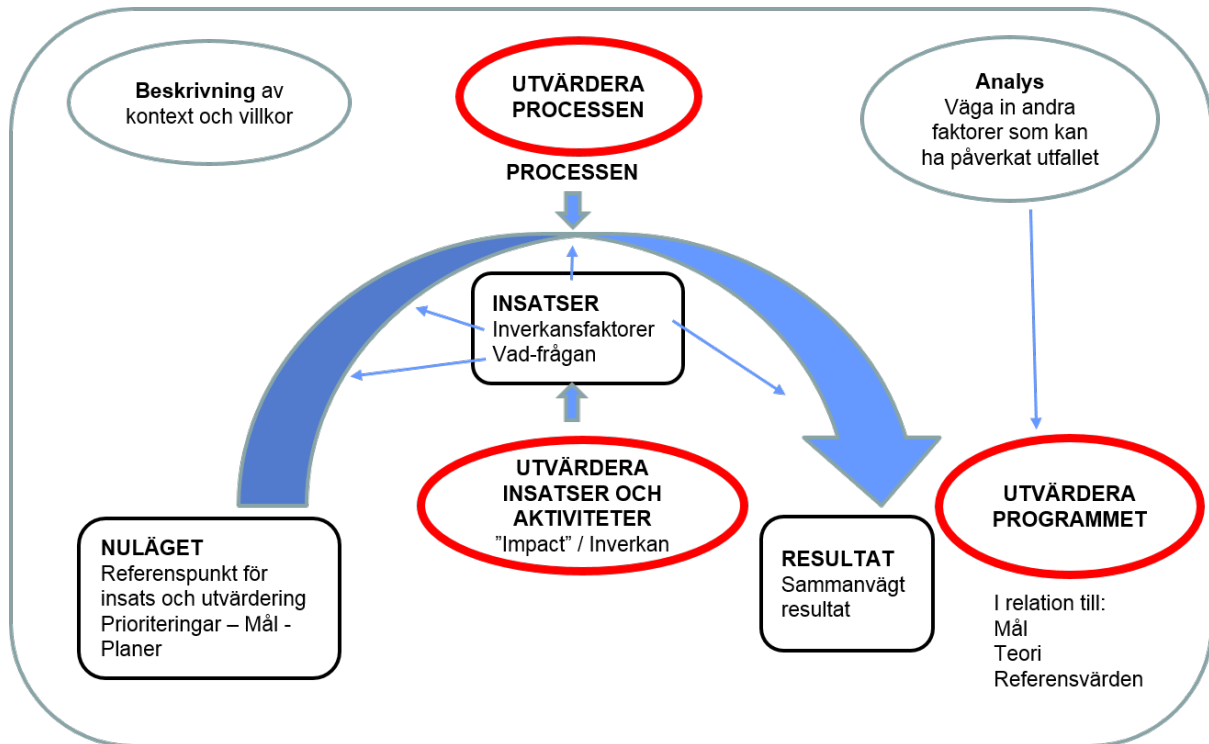 Beskrivning av
kontext och villkor
UTVÄRDERA
PROCESSEN
Analys
Väga in andra
faktorer som kan
ha påverkat utfallet
PROCESSEN
INSATSER
Inverkansfaktorer
Vad-frågan
UTVÄRDERA
INSATSER OCH
AKTIVITETER
”Impact” / Inverkan
NULÄGET
Referenspunkt för
insats och utvärdering
Prioriteringar – Mål -
Planer
RESULTAT
Sammanvägt
resultat
UTVÄRDERA
PROGRAMMET
I relation till:
Mål
Teori
Referensvärden